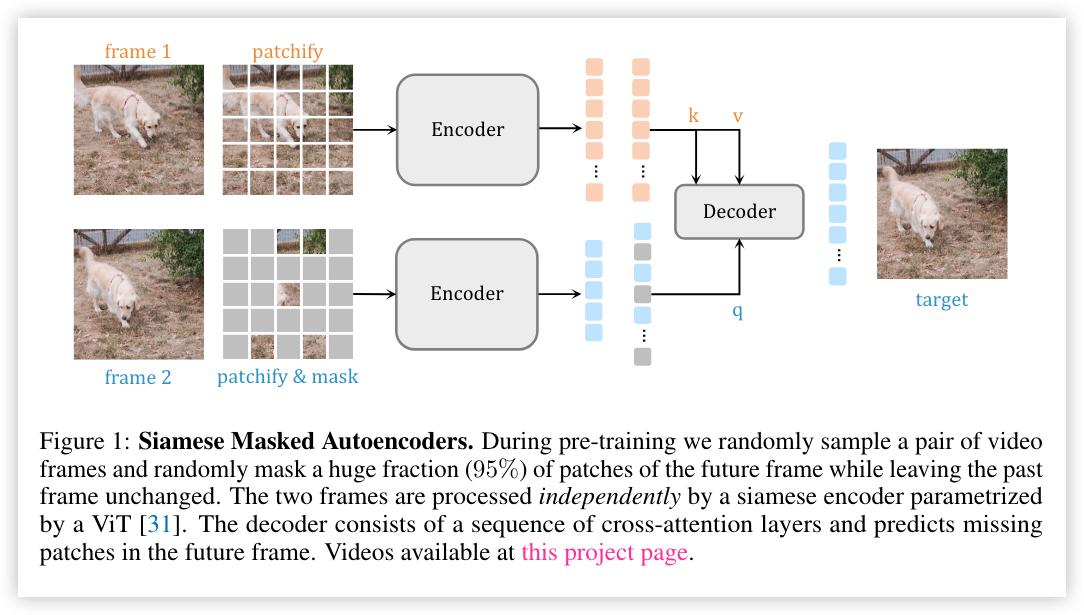 frame 1
patchify
Encoder
k
v
Decoder
Encoder
q
target
frame 2
patchify & mask
Figure 1: Siamese Masked Autoencoders. During pre-training we randomly sample a pair of video
frames and randomly mask a huge fraction (95%) of patches of the future frame while leaving the past
frame unchanged. The two frames are processed independently by a siamese encoder parametrized
by a ViT [31]. The decoder consists of a sequence of cross-attention layers and predicts missing
patches in the future frame. Videos available at this project page.